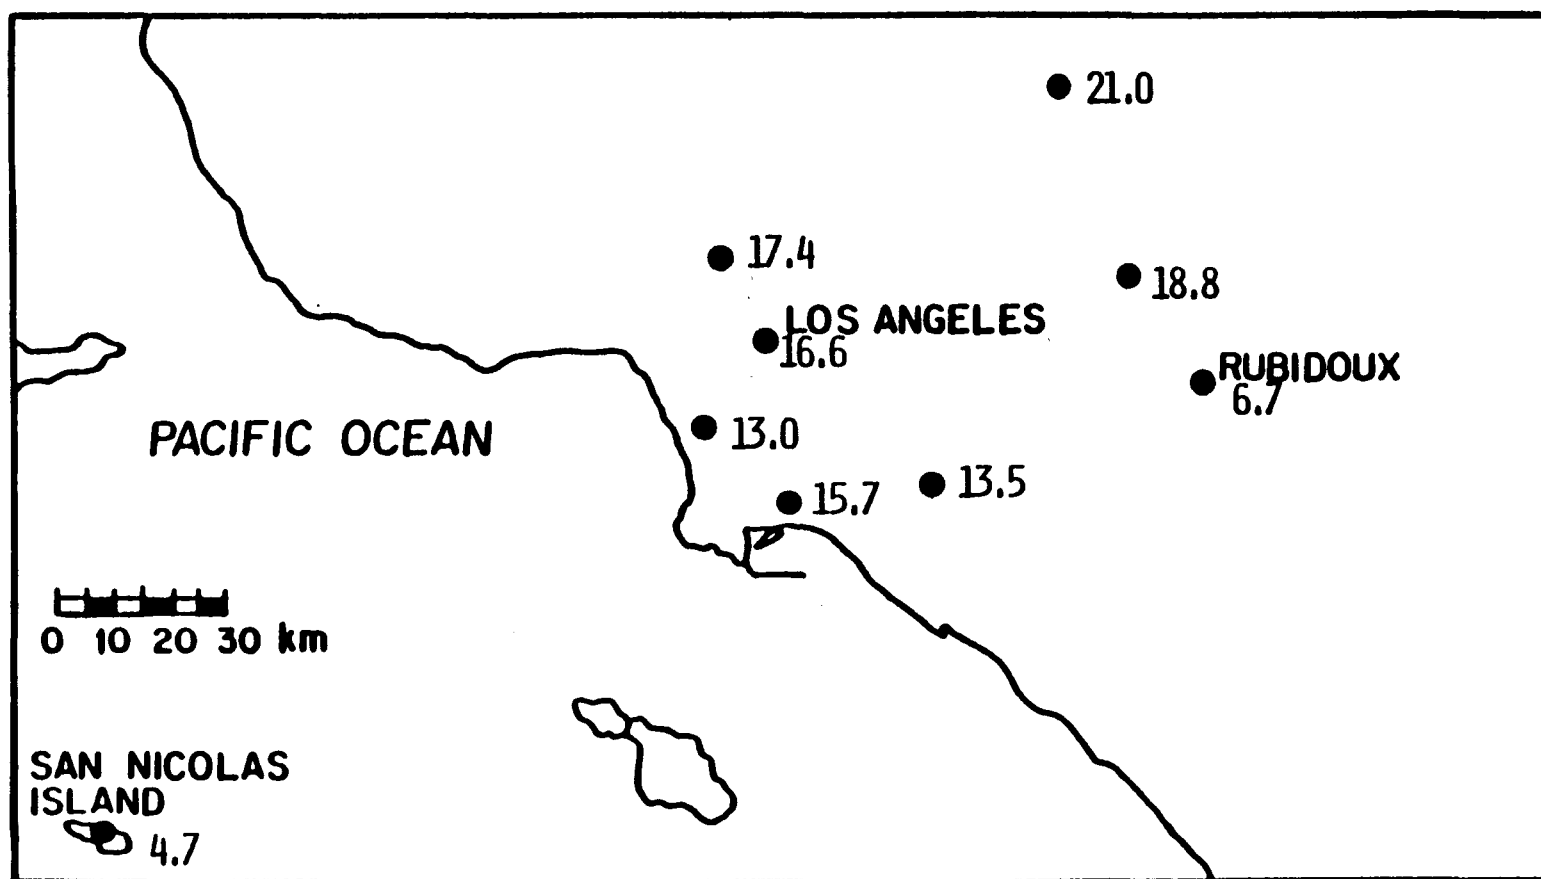 21.0
17.4
18.8
LOS ANGELES
16.6
RUBIDOUX
6.7
PACIFIC OCEAN
13.0
13.5
15.7
0 10 20 30 km
SAN NICOLAS
ISLAND
4.7